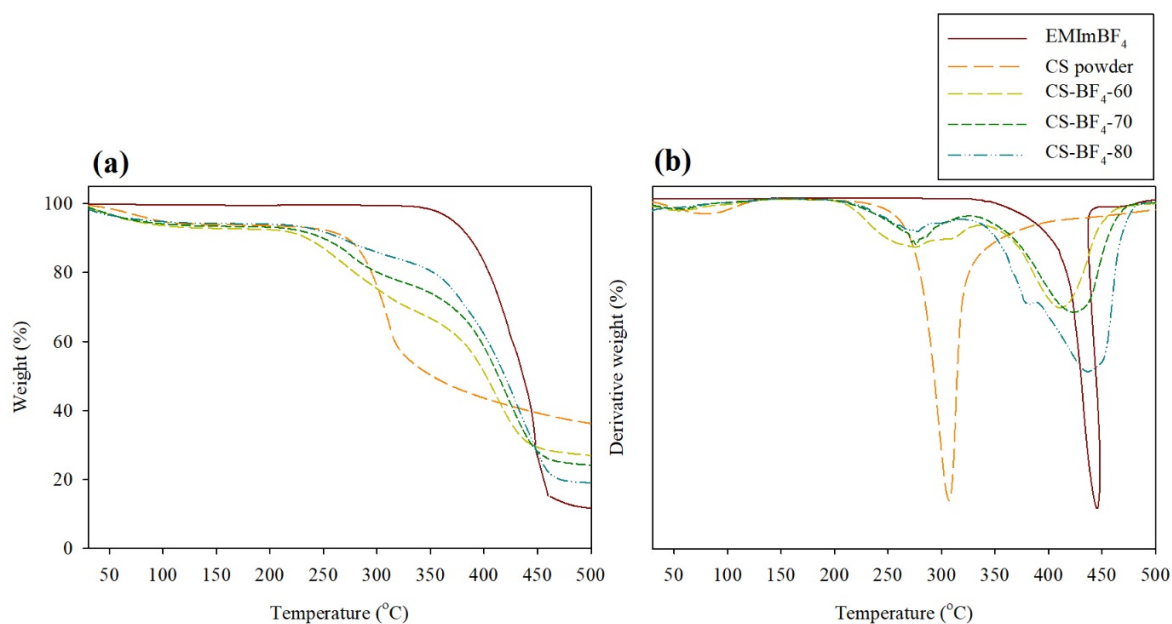 EMImBF₄
CS powder
CS-BF₄-60
CS-BF₄-70
CS-BF₄-80
(a)
100
80
60
40
20
0
Weight (%)
50 100 150 200 250 300 350 400 450 500
Temperature (°C)
(b)
Derivative weight (%)
50 100 150 200 250 300 350 400 450 500
Temperature (°C)